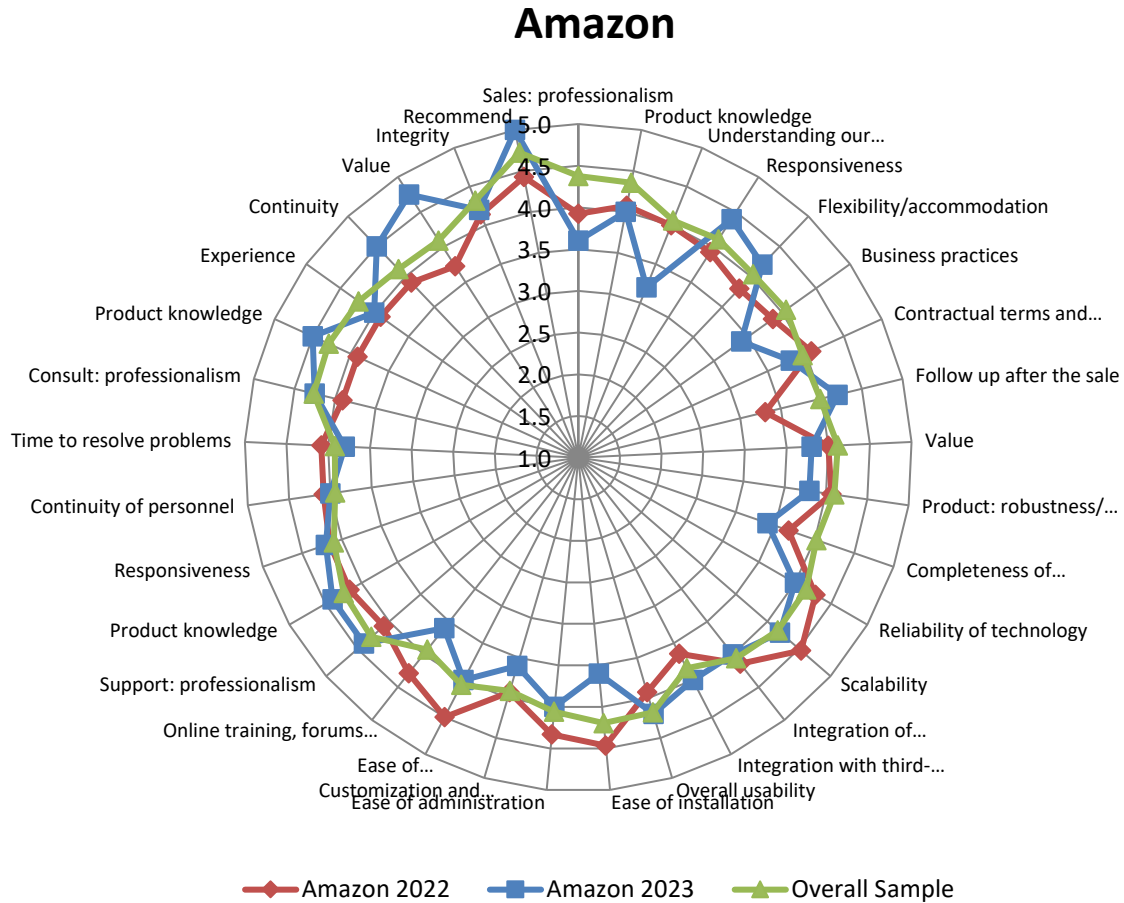 Amazon
Sales: professionalism
Product knowledge
Understanding our...
Responsiveness
Flexibility/accommodation
Business practices
Contractual terms and...
Follow up after the sale
Value
Product: robustness/...
Completeness of...
Reliability of technology
Scalability
Integration of...
Integration with third-...
Overall usability
Ease of installation
Ease of administration
Customization and...
Ease of...
Online training, forums...
Support: professionalism
Product knowledge
Responsiveness
Continuity of personnel
Time to resolve problems
Consult: professionalism
Product knowledge
Experience
Continuity
Value
Integrity
Recommend
5.0
4.5
4.0
3.5
3.0
2.5
2.0
1.5
1.0
Amazon 2022
Amazon 2023
Overall Sample